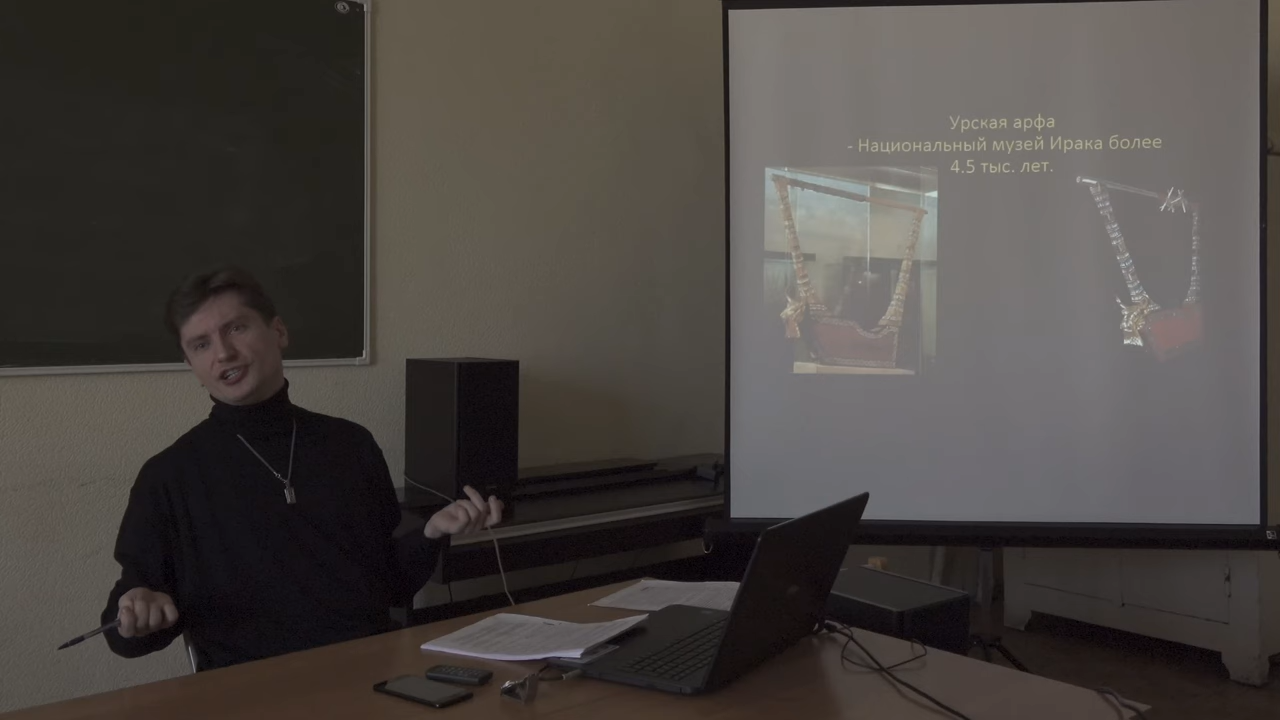 Урская арфа
- Национальный музей Ирака более
4.5 тыс. лет.